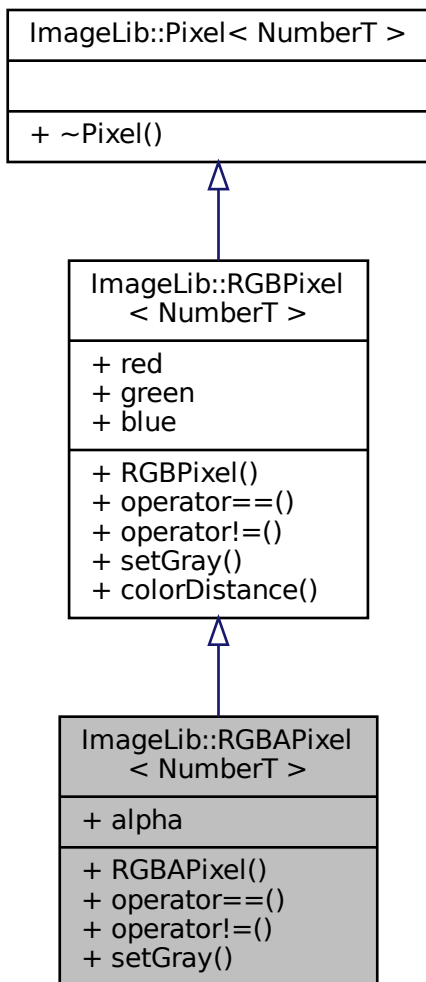 ImageLib::Pixel< NumberT >
+ ~Pixel()
ImageLib::RGBPixel
< NumberT >
+ red
+ green
+ blue
+ RGBPixel()
+ operator==()
+ operator!=()
+ setGray()
+ colorDistance()
ImageLib::RGBAPixel
< NumberT >
+ alpha
+ RGBAPixel()
+ operator==()
+ operator!=()
+ setGray()